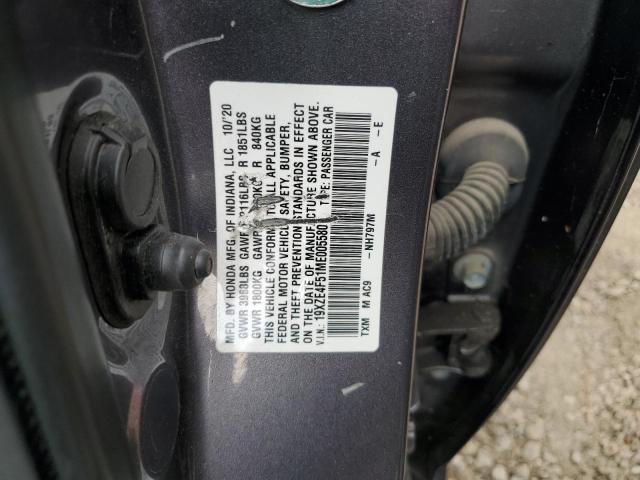 MFD. BY HONDA MFG. OF INDIANA, LLC 10/'20
GVWR 3968LBS GAWR F 2116LBS R 1851LBS
GVWR 1800KG GAWR R 840KG
THIS VEHICLE CONFORMS TO ALL APPLICABLE
FEDERAL MOTOR VEHICLE SAFETY, BUMPER,
AND THEFT PREVENTION STANDARDS IN EFFECT
ON THE DATE OF MANUFACTURE SHOWN ABOVE.
V.I.N.: 19XZE4F51ME005580 TYPE: PASSENGER CAR
TXM M AC9 -NH797M -A -E